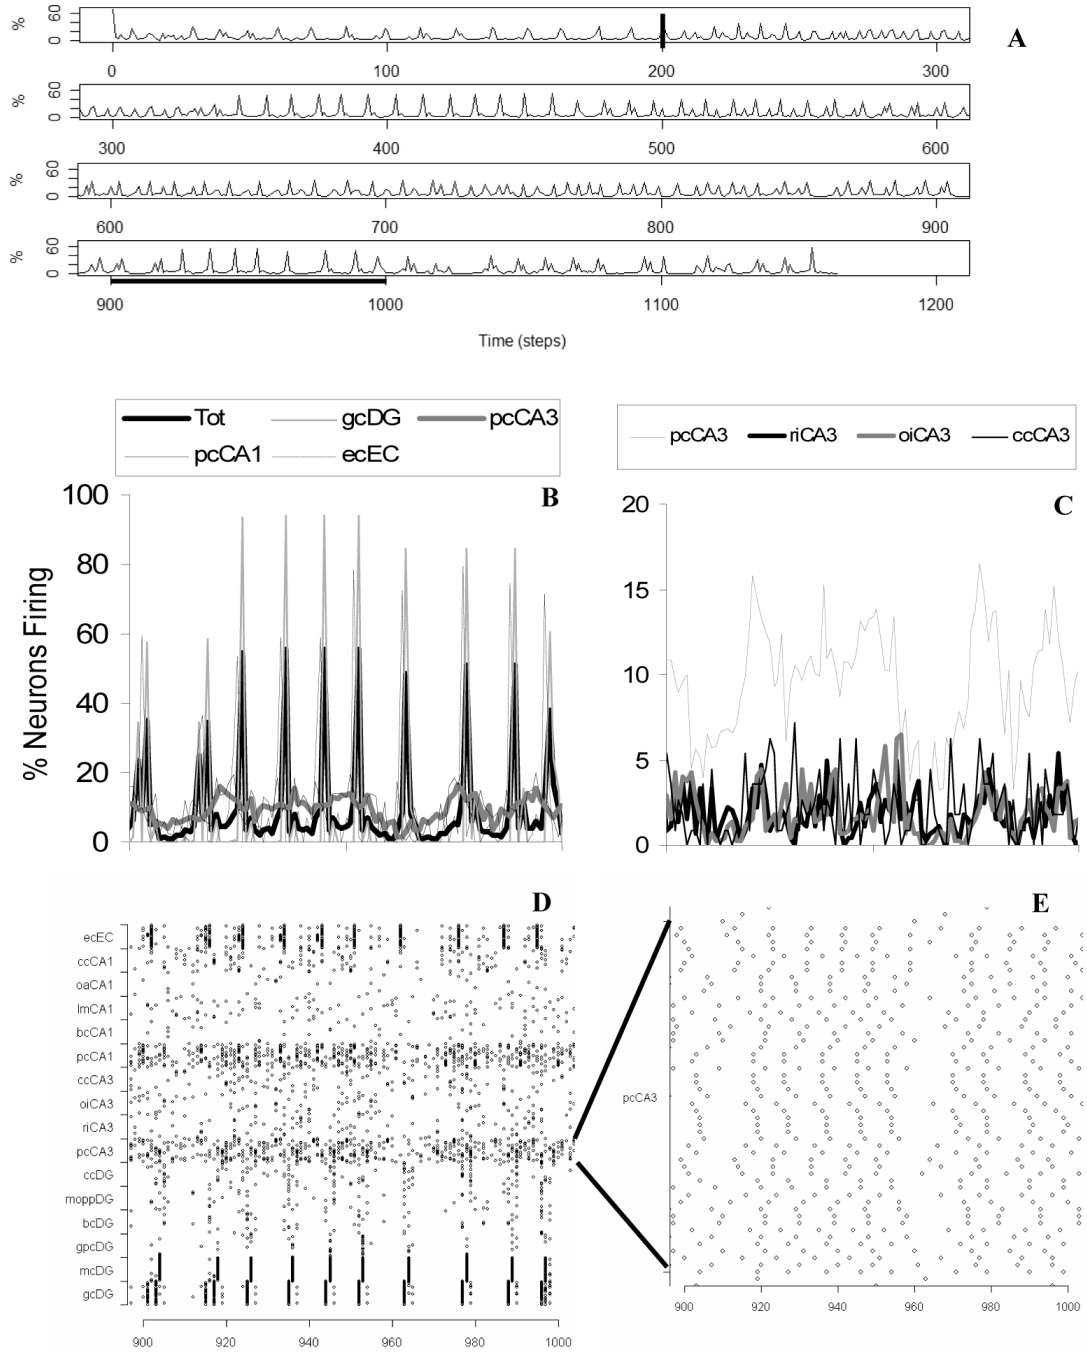 % 0 60
A
0 100 200 300
% 0 60
300 400 500 600
% 0 60
600 700 800 900
% 0 60
900 1000 1100 1200
Time (steps)
Tot gcDG pcCA3
pcCA1 ecEC
pcCA3 riCA3 oiCA3 ccCA3
B
% Neurons Firing
100
80
60
40
20
0
C
20
15
10
5
0
D
ecEC
ccCA1
oaCA1
lmCA1
bcCA1
pcCA1
ccCA3
oiCA3
riCA3
pcCA3
ccDG
moppDG
bcDG
gpcDG
mcDG
gcDG
900 920 940 960 980 1000
E
pcCA3
900 920 940 960 980 1000